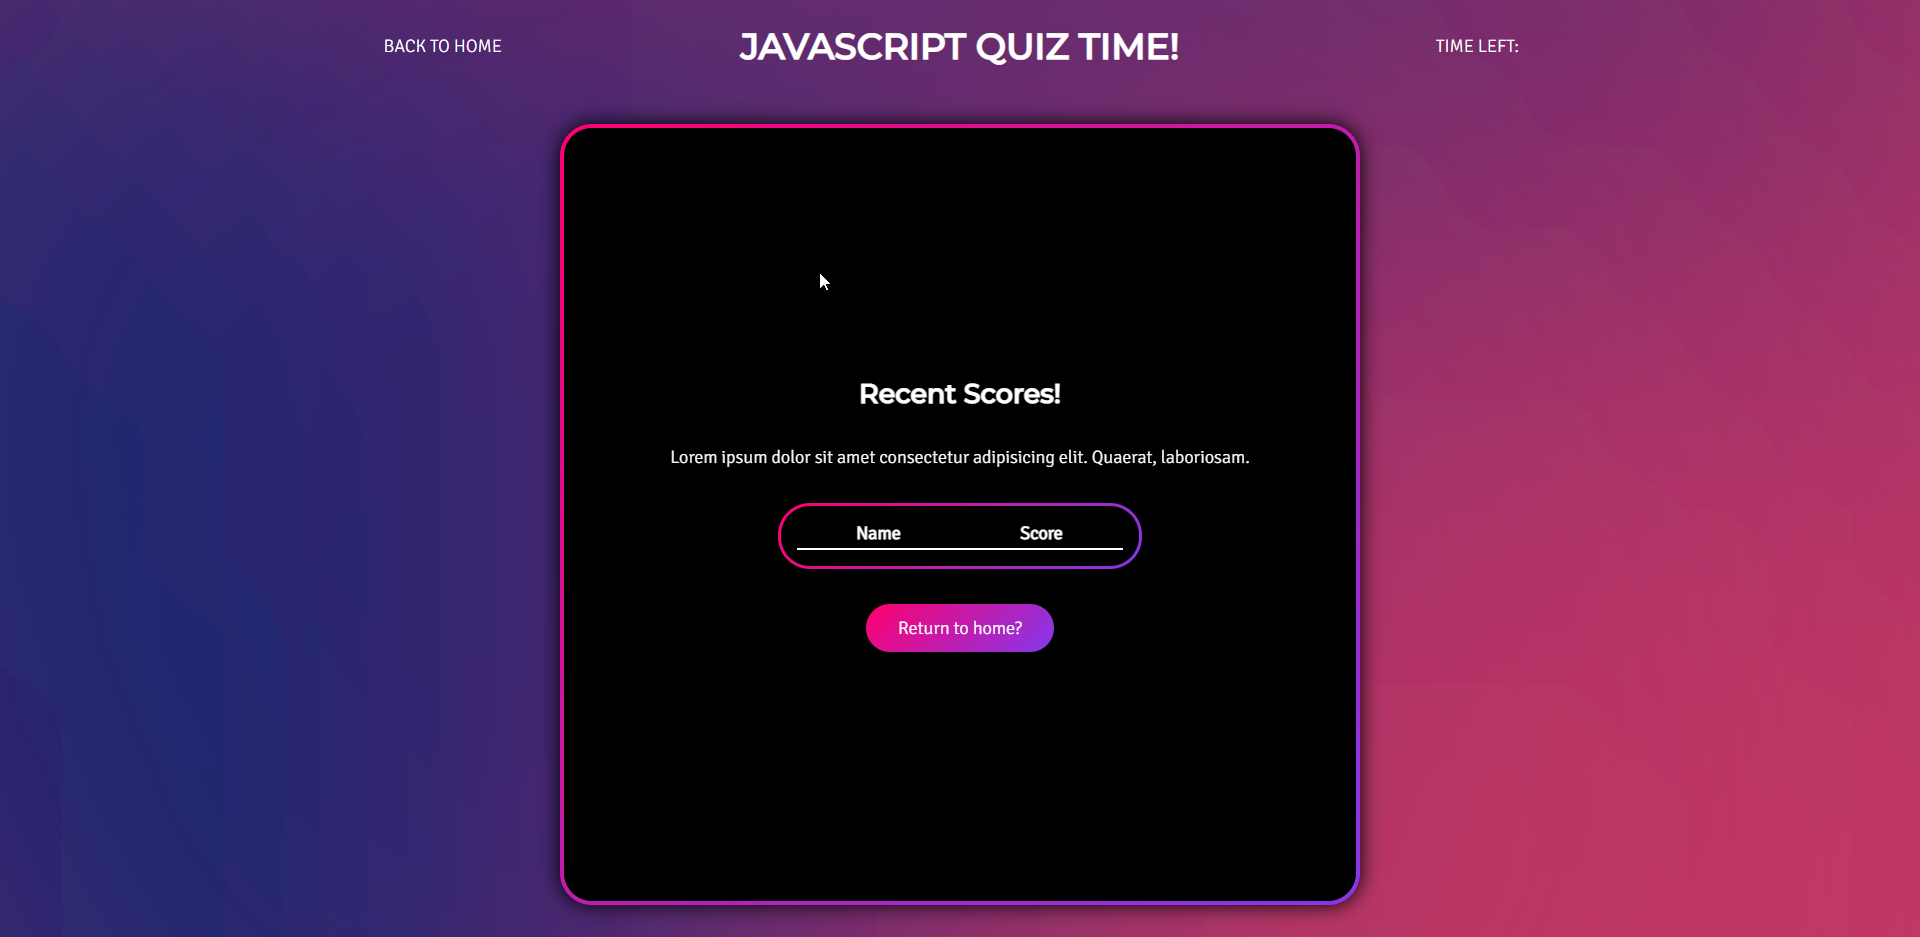 BACK TO HOME
JAVASCRIPT QUIZ TIME!
TIME LEFT:
Recent Scores!
Lorem ipsum dolor sit amet consectetur adipisicing elit. Quaerat, laboriosam.
Name Score
Return to home?